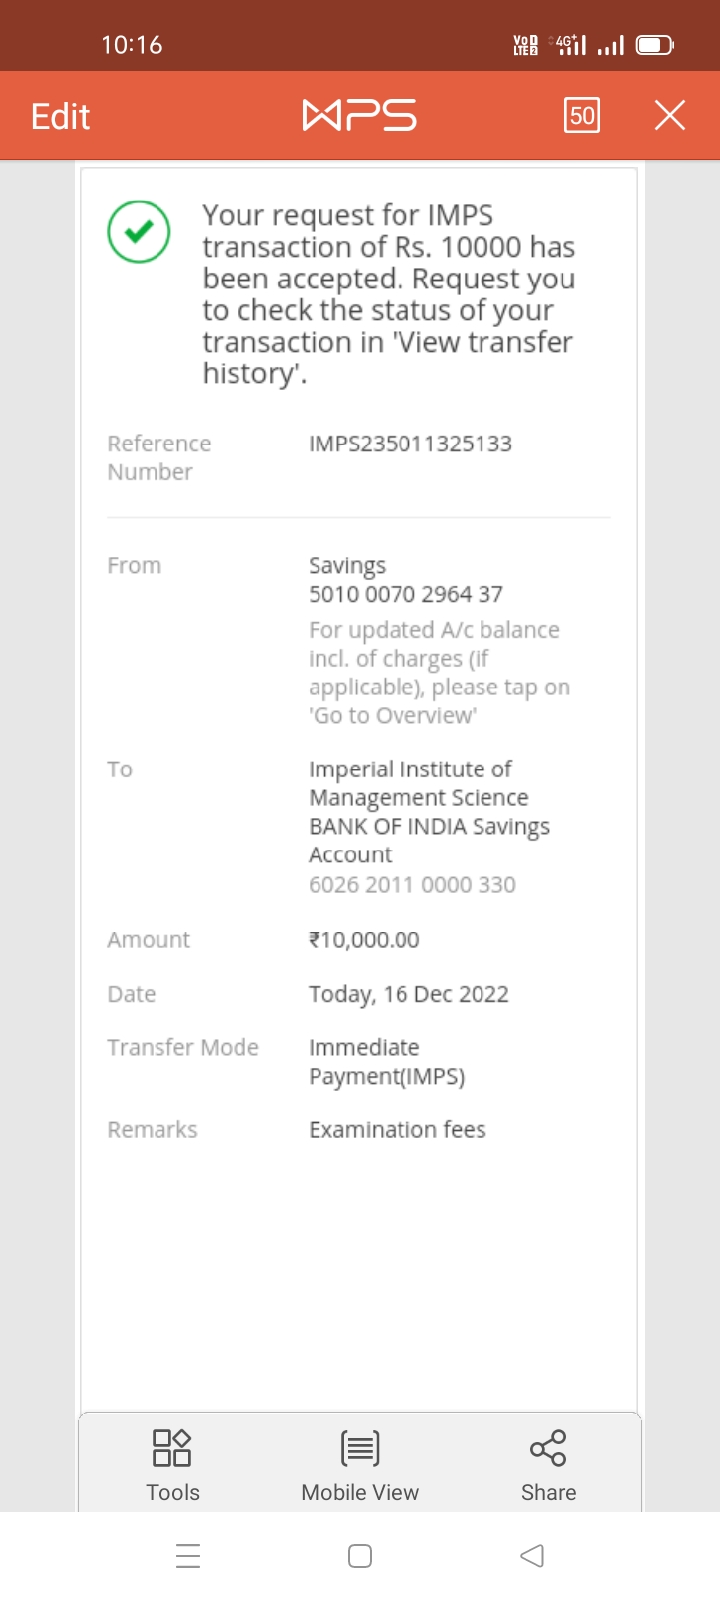 10:16
VoD LTE2 4G+
Edit
WPS
50
Your request for IMPS
transaction of Rs. 10000 has
been accepted. Request you
to check the status of your
transaction in 'View transfer
history'.
Reference
Number
IMPS235011325133
From
Savings
5010 0070 2964 37
For updated A/c balance
incl. of charges (if
applicable), please tap on
'Go to Overview'
To
Imperial Institute of
Management Science
BANK OF INDIA Savings
Account
6026 2011 0000 330
Amount
₹10,000.00
Date
Today, 16 Dec 2022
Transfer Mode
Immediate
Payment(IMPS)
Remarks
Examination fees
Tools
Mobile View
Share